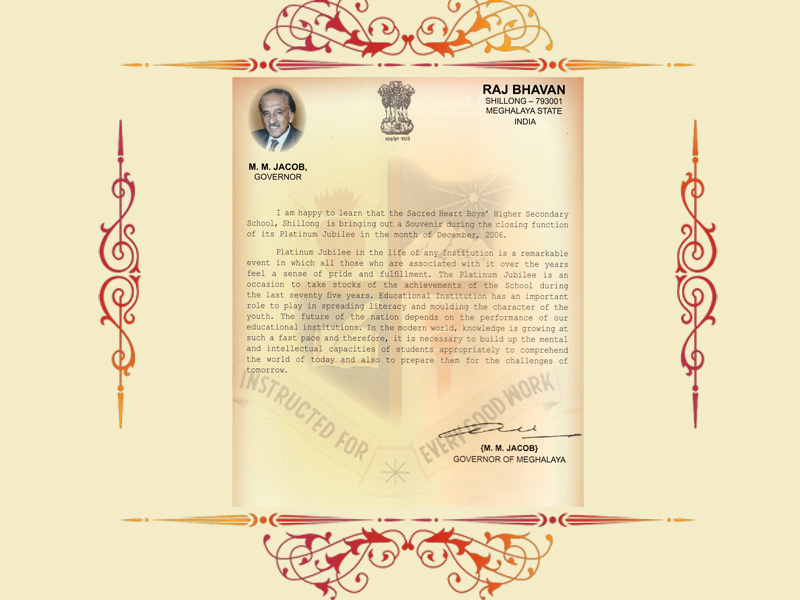 RAJ BHAVAN
SHILLONG – 793001
MEGHALAYA STATE
INDIA
सत्यमेव जयते
M. M. JACOB,
GOVERNOR
I am happy to learn that the Sacred Heart Boys' Higher Secondary
School, Shillong is bringing out a Souvenir during the closing function
of its Platinum Jubilee in the month of December, 2006.
Platinum Jubilee in the life of any Institution is a remarkable
event in which all those who are associated with it over the years
feel a sense of pride and fulfillment. The Platinum Jubilee is an
occasion to take stocks of the achievements of the School during
the last seventy five years. Educational Institution has an important
role to play in spreading literacy and moulding the character of the
youth. The future of the nation depends on the performance of our
educational institutions. In the modern world, knowledge is growing at
such a fast pace and therefore, it is necessary to build up the mental
and intellectual capacities of students appropriately to comprehend
the world of today and also to prepare them for the challenges of
tomorrow.
INSTRUCTED FOR EVERY GOOD WORK
{M. M. JACOB}
GOVERNOR OF MEGHALAYA